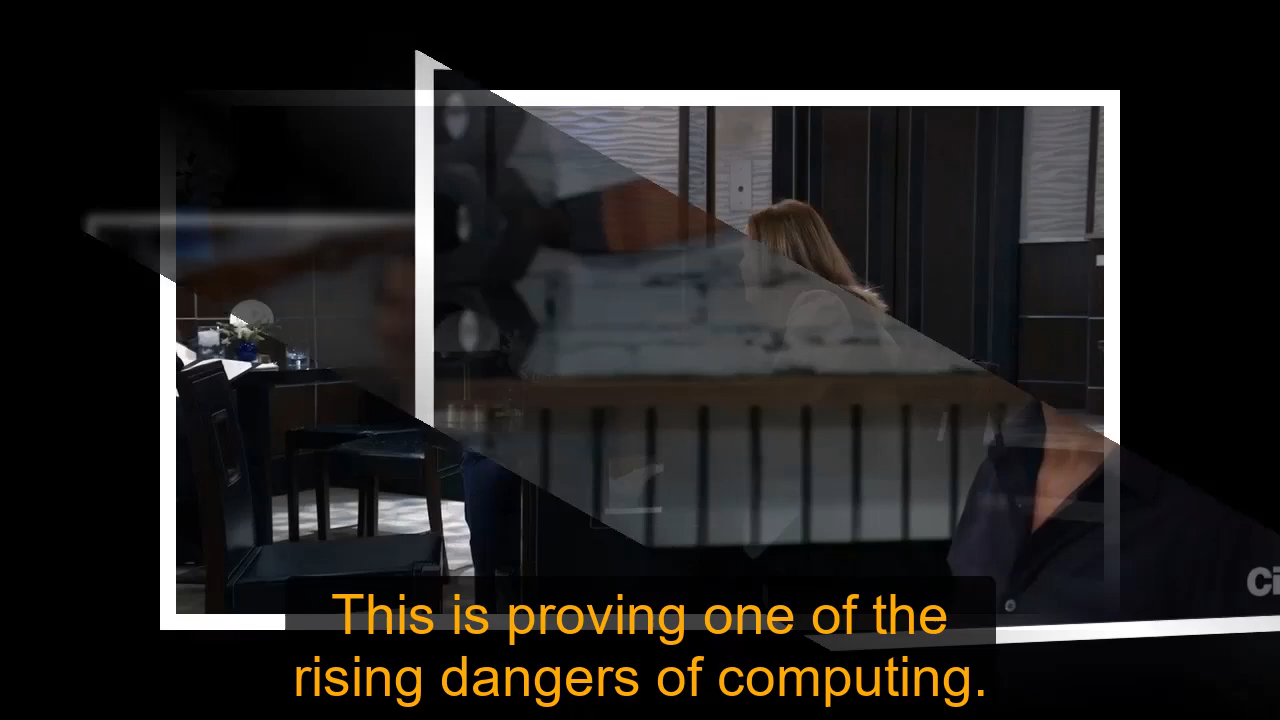 This is proving one of the
rising dangers of computing.